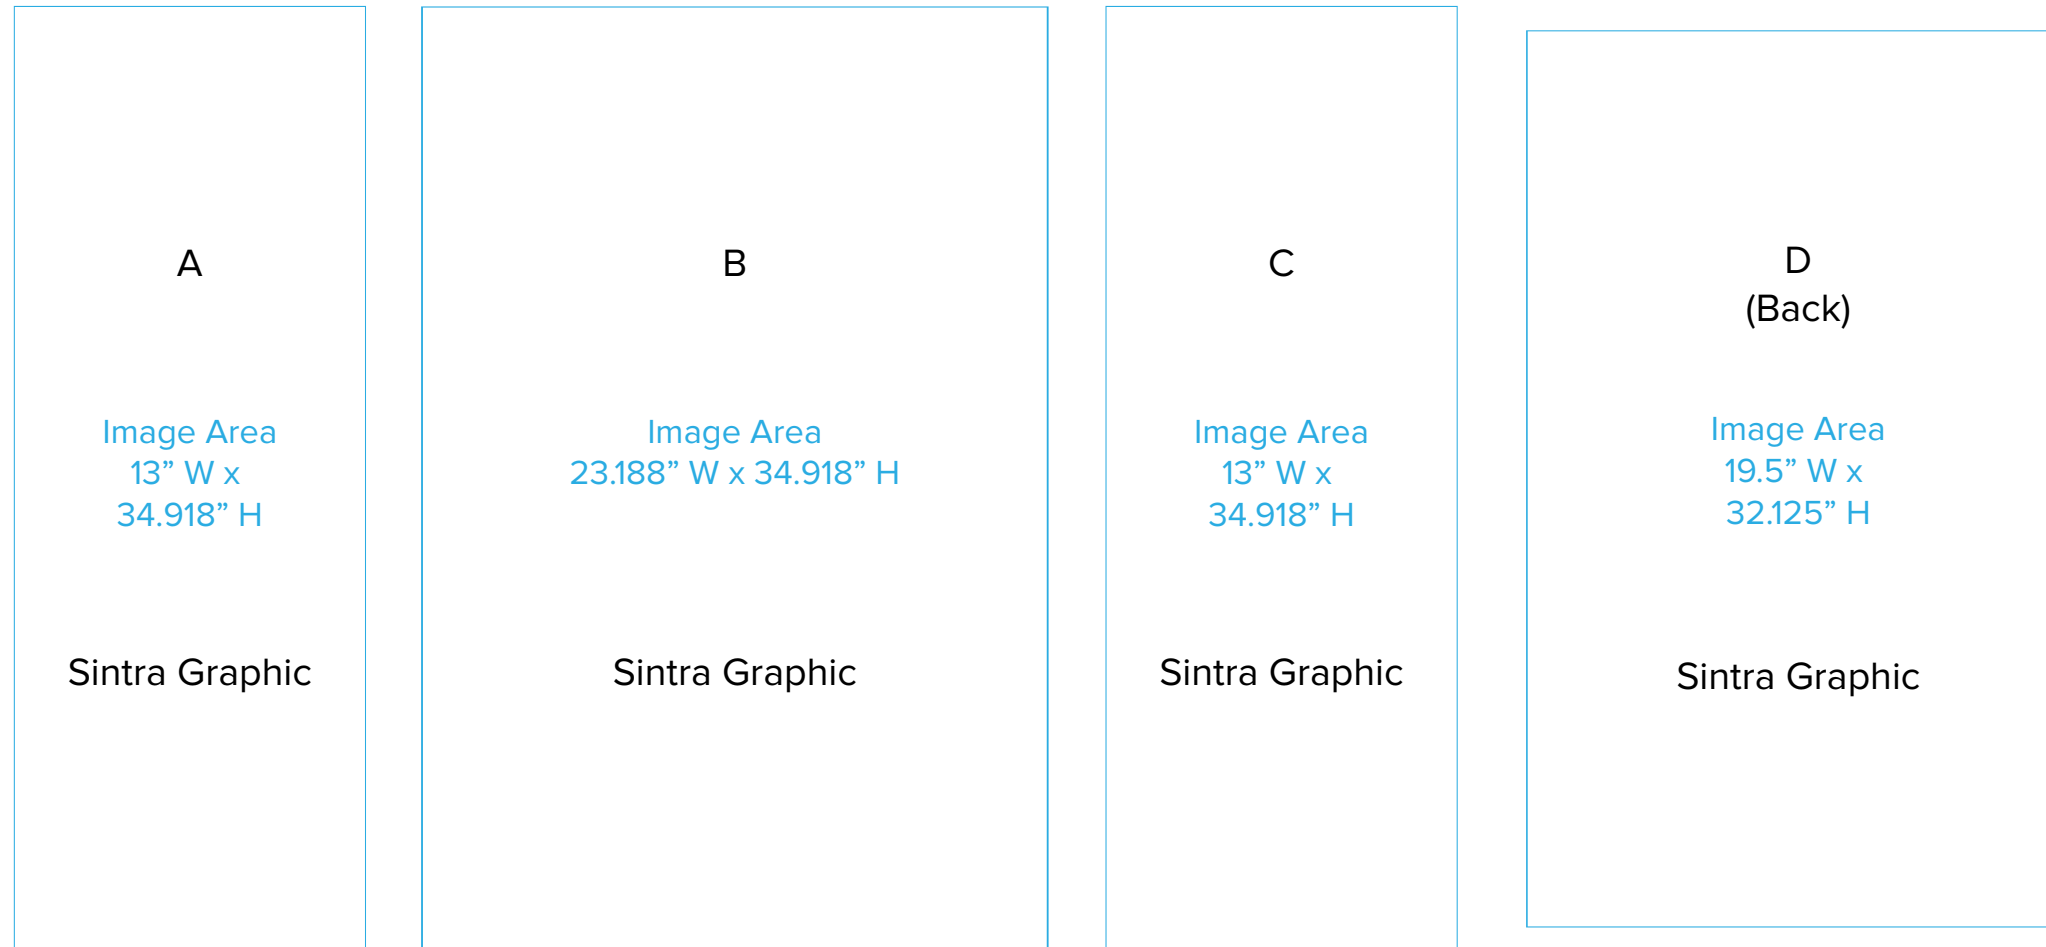 A
Image Area
13” W x
34.918” H
Sintra Graphic
B
Image Area
23.188” W x 34.918” H
Sintra Graphic
C
Image Area
13” W x
34.918” H
Sintra Graphic
D
(Back)
Image Area
19.5” W x
32.125” H
Sintra Graphic